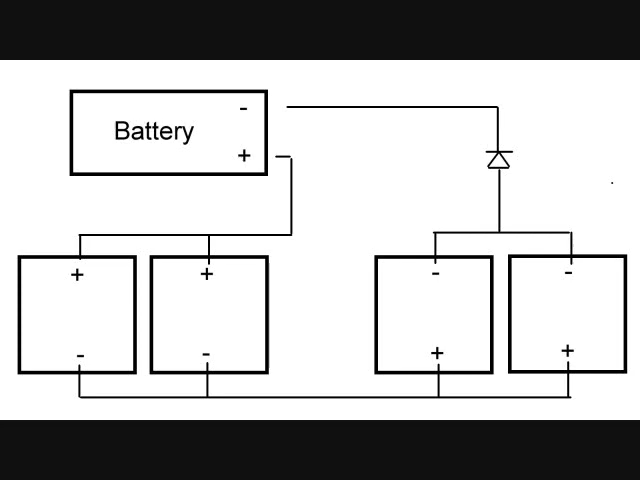 -
Battery
+
+ + - -
- - + +